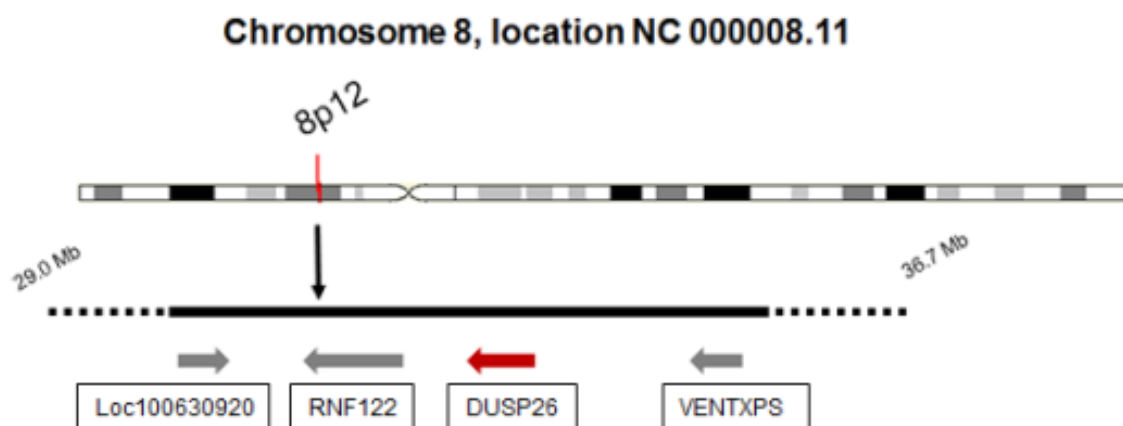 Chromosome 8, location NC 000008.11
8p12
29.0 Mb
36.7 Mb
Loc100630920
RNF122
DUSP26
VENTXPS